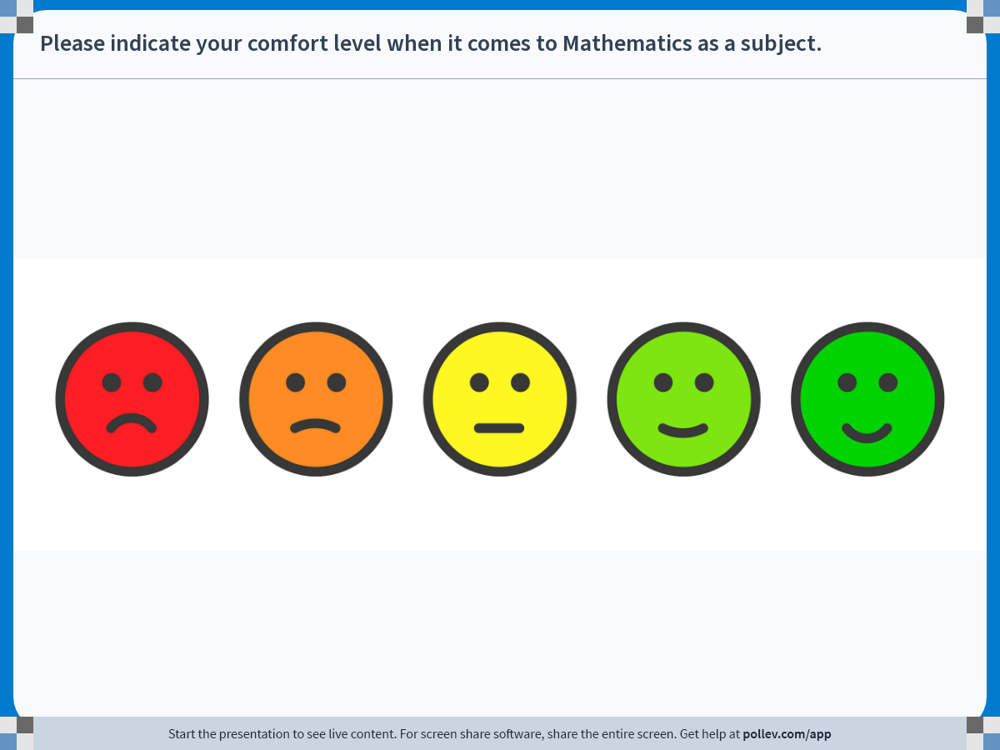 Please indicate your comfort level when it comes to Mathematics as a subject.
Start the presentation to see live content. For screen share software, share the entire screen. Get help at pollev.com/app